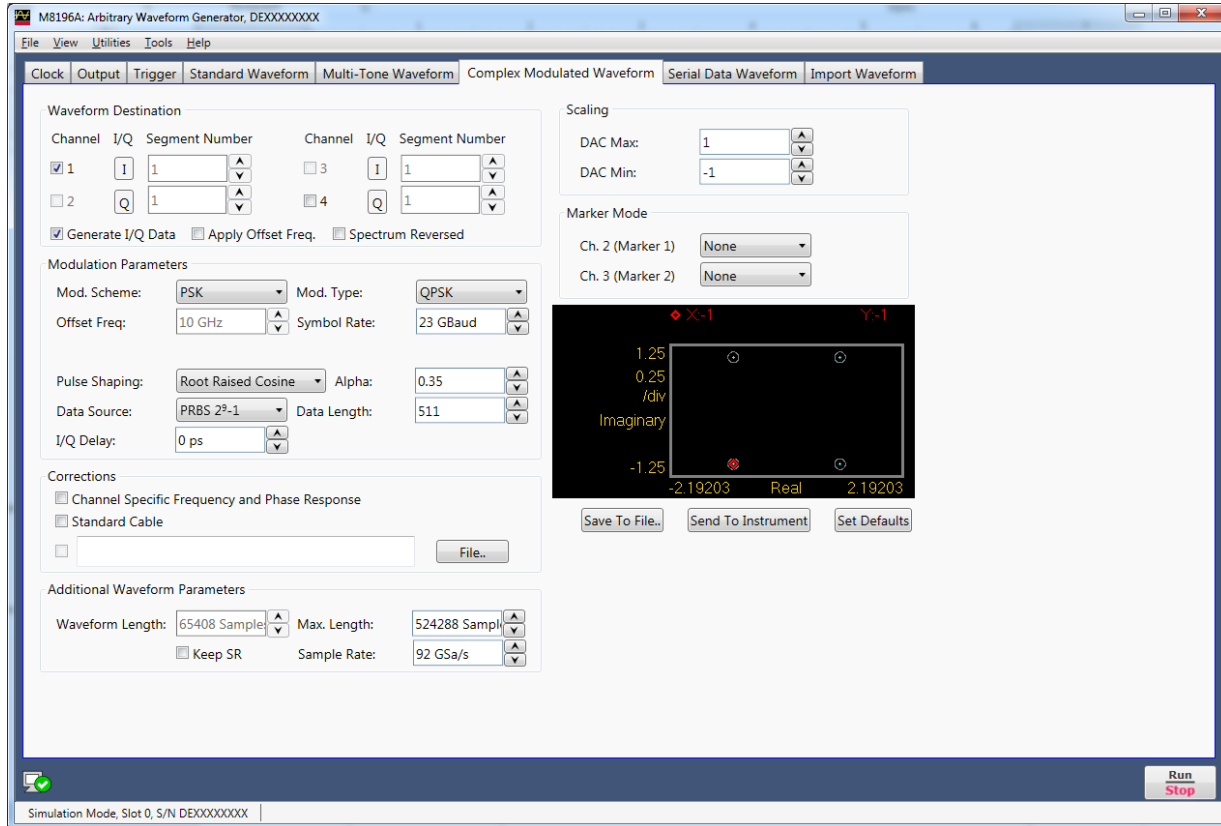 M8196A: Arbitrary Waveform Generator, DEXXXXXXXX
File View Utilities Tools Help
Clock Output Trigger Standard Waveform Multi-Tone Waveform Complex Modulated Waveform Serial Data Waveform Import Waveform
Waveform Destination
Channel I/Q Segment Number Channel I/Q Segment Number
1 I 1 3 I 1
2 Q 1 4 Q 1
Generate I/Q Data Apply Offset Freq. Spectrum Reversed
Modulation Parameters
Mod. Scheme: PSK Mod. Type: QPSK
Offset Freq: 10 GHz Symbol Rate: 23 GBaud
Pulse Shaping: Root Raised Cosine Alpha: 0.35
Data Source: PRBS 2⁹-1 Data Length: 511
I/Q Delay: 0 ps
Corrections
Channel Specific Frequency and Phase Response
Standard Cable
File..
Additional Waveform Parameters
Waveform Length: 65408 Sample Max. Length: 524288 Sampl
Keep SR Sample Rate: 92 GSa/s
Scaling
DAC Max: 1
DAC Min: -1
Marker Mode
Ch. 2 (Marker 1) None
Ch. 3 (Marker 2) None
X:-1 Y:-1
1.25
0.25
/div
Imaginary
-1.25
-2.19203 Real 2.19203
Save To File.. Send To Instrument Set Defaults
Run
Stop
Simulation Mode, Slot 0, S/N DEXXXXXXXX